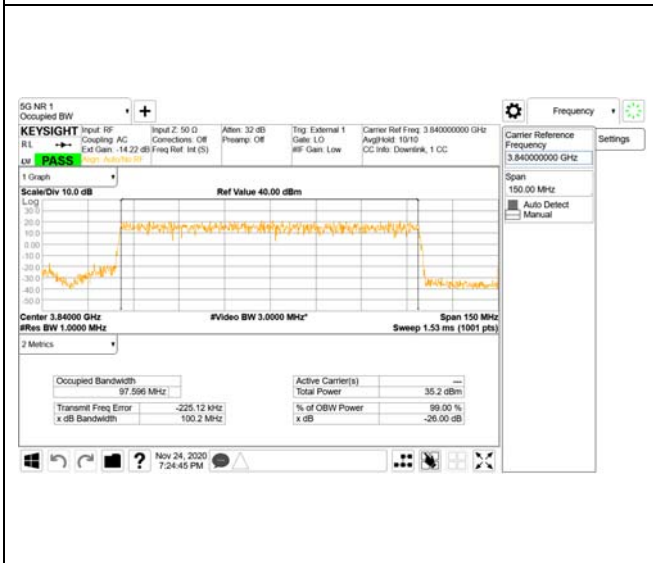 5G NR 1
Occupied BW
Frequency
KEYSIGHT
R L
PASS
Input: RF
Coupling: AC
Ext Gain: -14.22 dB
Align: Auto/No RF
Input Z: 50 Ω
Corrections: Off
Freq Ref: Int (S)
Atten: 32 dB
Preamp: Off
Trig: External 1
Gate: LO
#IF Gain: Low
Carrier Ref Freq: 3.840000000 GHz
Avg|Hold: 10/10
CC Info: Downlink, 1 CC
Carrier Reference
Frequency
3.840000000 GHz
Settings
Span
150.00 MHz
Auto Detect
Manual
1 Graph
Scale/Div 10.0 dB
Ref Value 40.00 dBm
Log
30.0
20.0
10.0
0.00
-10.0
-20.0
-30.0
-40.0
-50.0
Center 3.84000 GHz
#Video BW 3.0000 MHz*
Span 150 MHz
#Res BW 1.0000 MHz
Sweep 1.53 ms (1001 pts)
2 Metrics
Occupied Bandwidth
97.596 MHz
Active Carrier(s)
---
Total Power
35.2 dBm
Transmit Freq Error
-225.12 kHz
% of OBW Power
99.00 %
x dB Bandwidth
100.2 MHz
x dB
-26.00 dB
?
Nov 24, 2020
7:24:45 PM